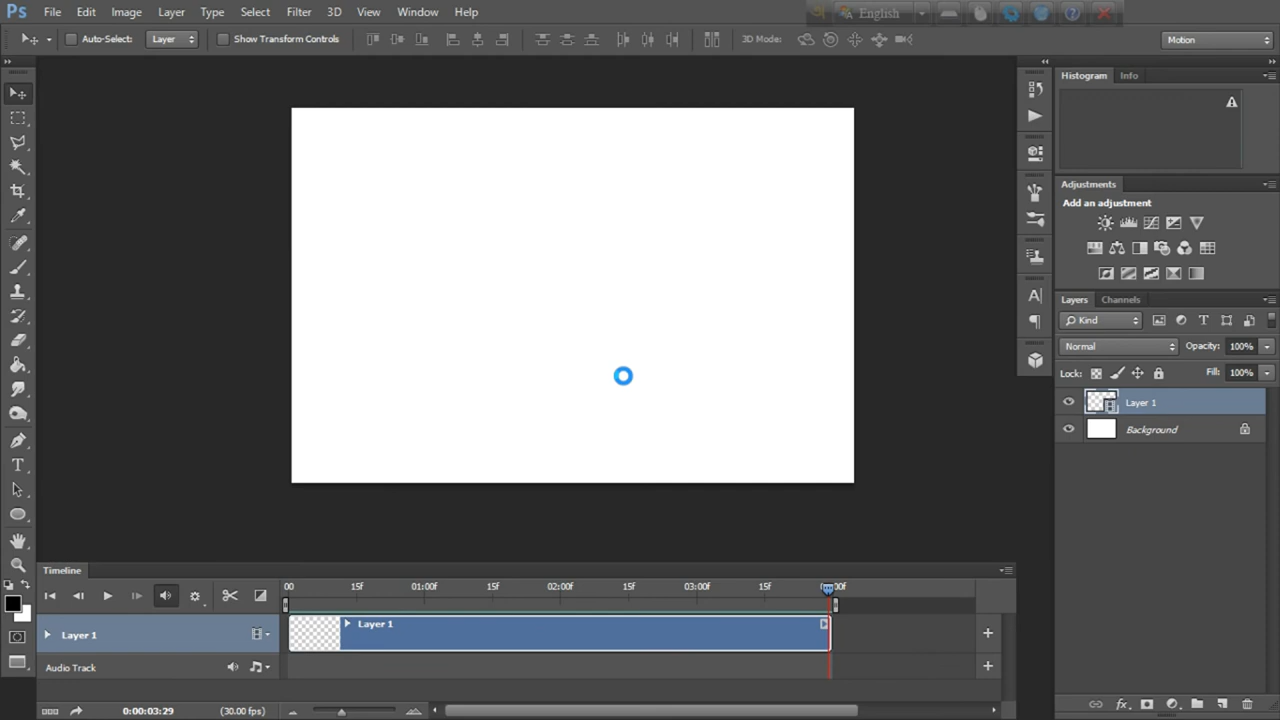 Ps File Edit Image Layer Type Select Filter 3D View Window Help English
Auto-Select: Layer Show Transform Controls 3D Mode: Motion
Histogram Info
Adjustments
Add an adjustment
Layers Channels
Kind
Normal Opacity: 100%
Lock: Fill: 100%
Layer 1
Background
Timeline
00 15f 01:00f 15f 02:00f 15f 03:00f 15f
Layer 1
Layer 1
Audio Track
0:00:03:29 (30.00 fps)